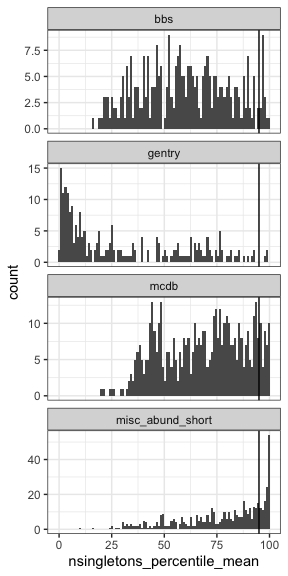 bbs
7.5
5.0
2.5
0.0
gentry
15
10
5
0
mcdb
10
5
0
misc_abund_short
40
20
0
0 25 50 75 100
nsingletons_percentile_mean
count